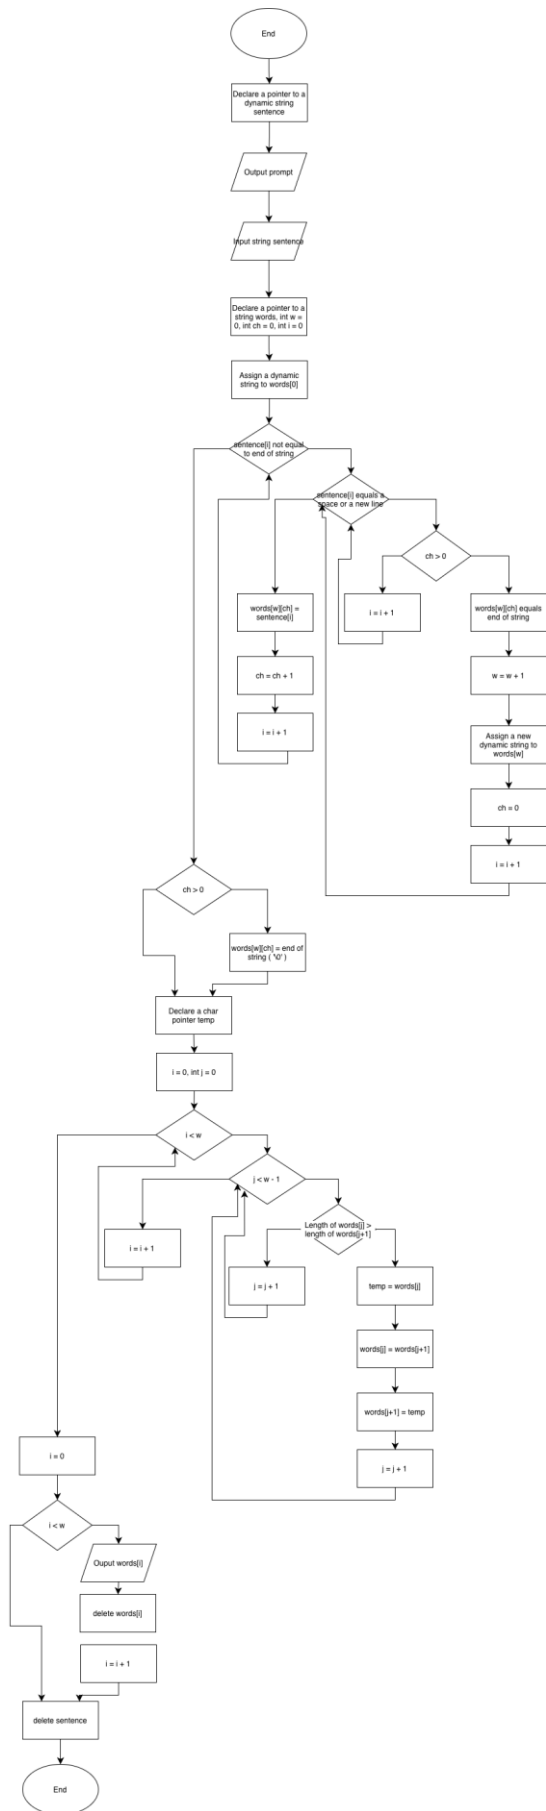 End
Declare a pointer to a
dynamic string
sentence
Output prompt
Input string sentence
Declare a pointer to a
string words, int w =
0, int ch = 0, int i = 0
Assign a dynamic
string to words[0]
sentence[i] not equal
to end of string
sentence[i] equals a
space or a new line
ch > 0
words[w][ch] =
sentence[i]
i = i + 1
words[w][ch] equals
end of string
ch = ch + 1
w = w + 1
i = i + 1
Assign a new
dynamic string to
words[w]
ch = 0
i = i + 1
ch > 0
words[w][ch] = end of
string ( '\0' )
Declare a char
pointer temp
i = 0, int j = 0
i < w
j < w - 1
Length of words[j] >
length of words[j+1]
i = i + 1
j = j + 1
temp = words[j]
words[j] = words[j+1]
words[j+1] = temp
j = j + 1
i = 0
i < w
Ouput words[i]
delete words[i]
i = i + 1
delete sentence
End